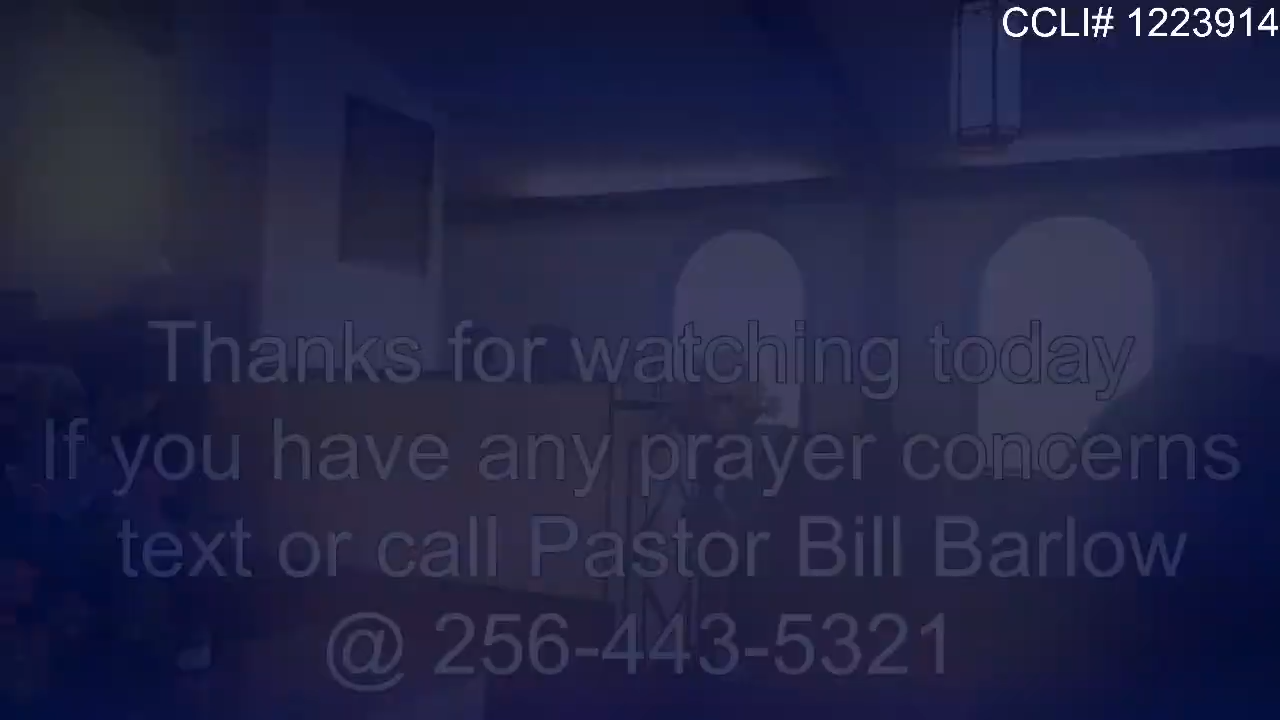 CCLI# 1223914
Thanks for watching today
If you have any prayer concerns
text or call Pastor Bill Barlow
@ 256-443-5321